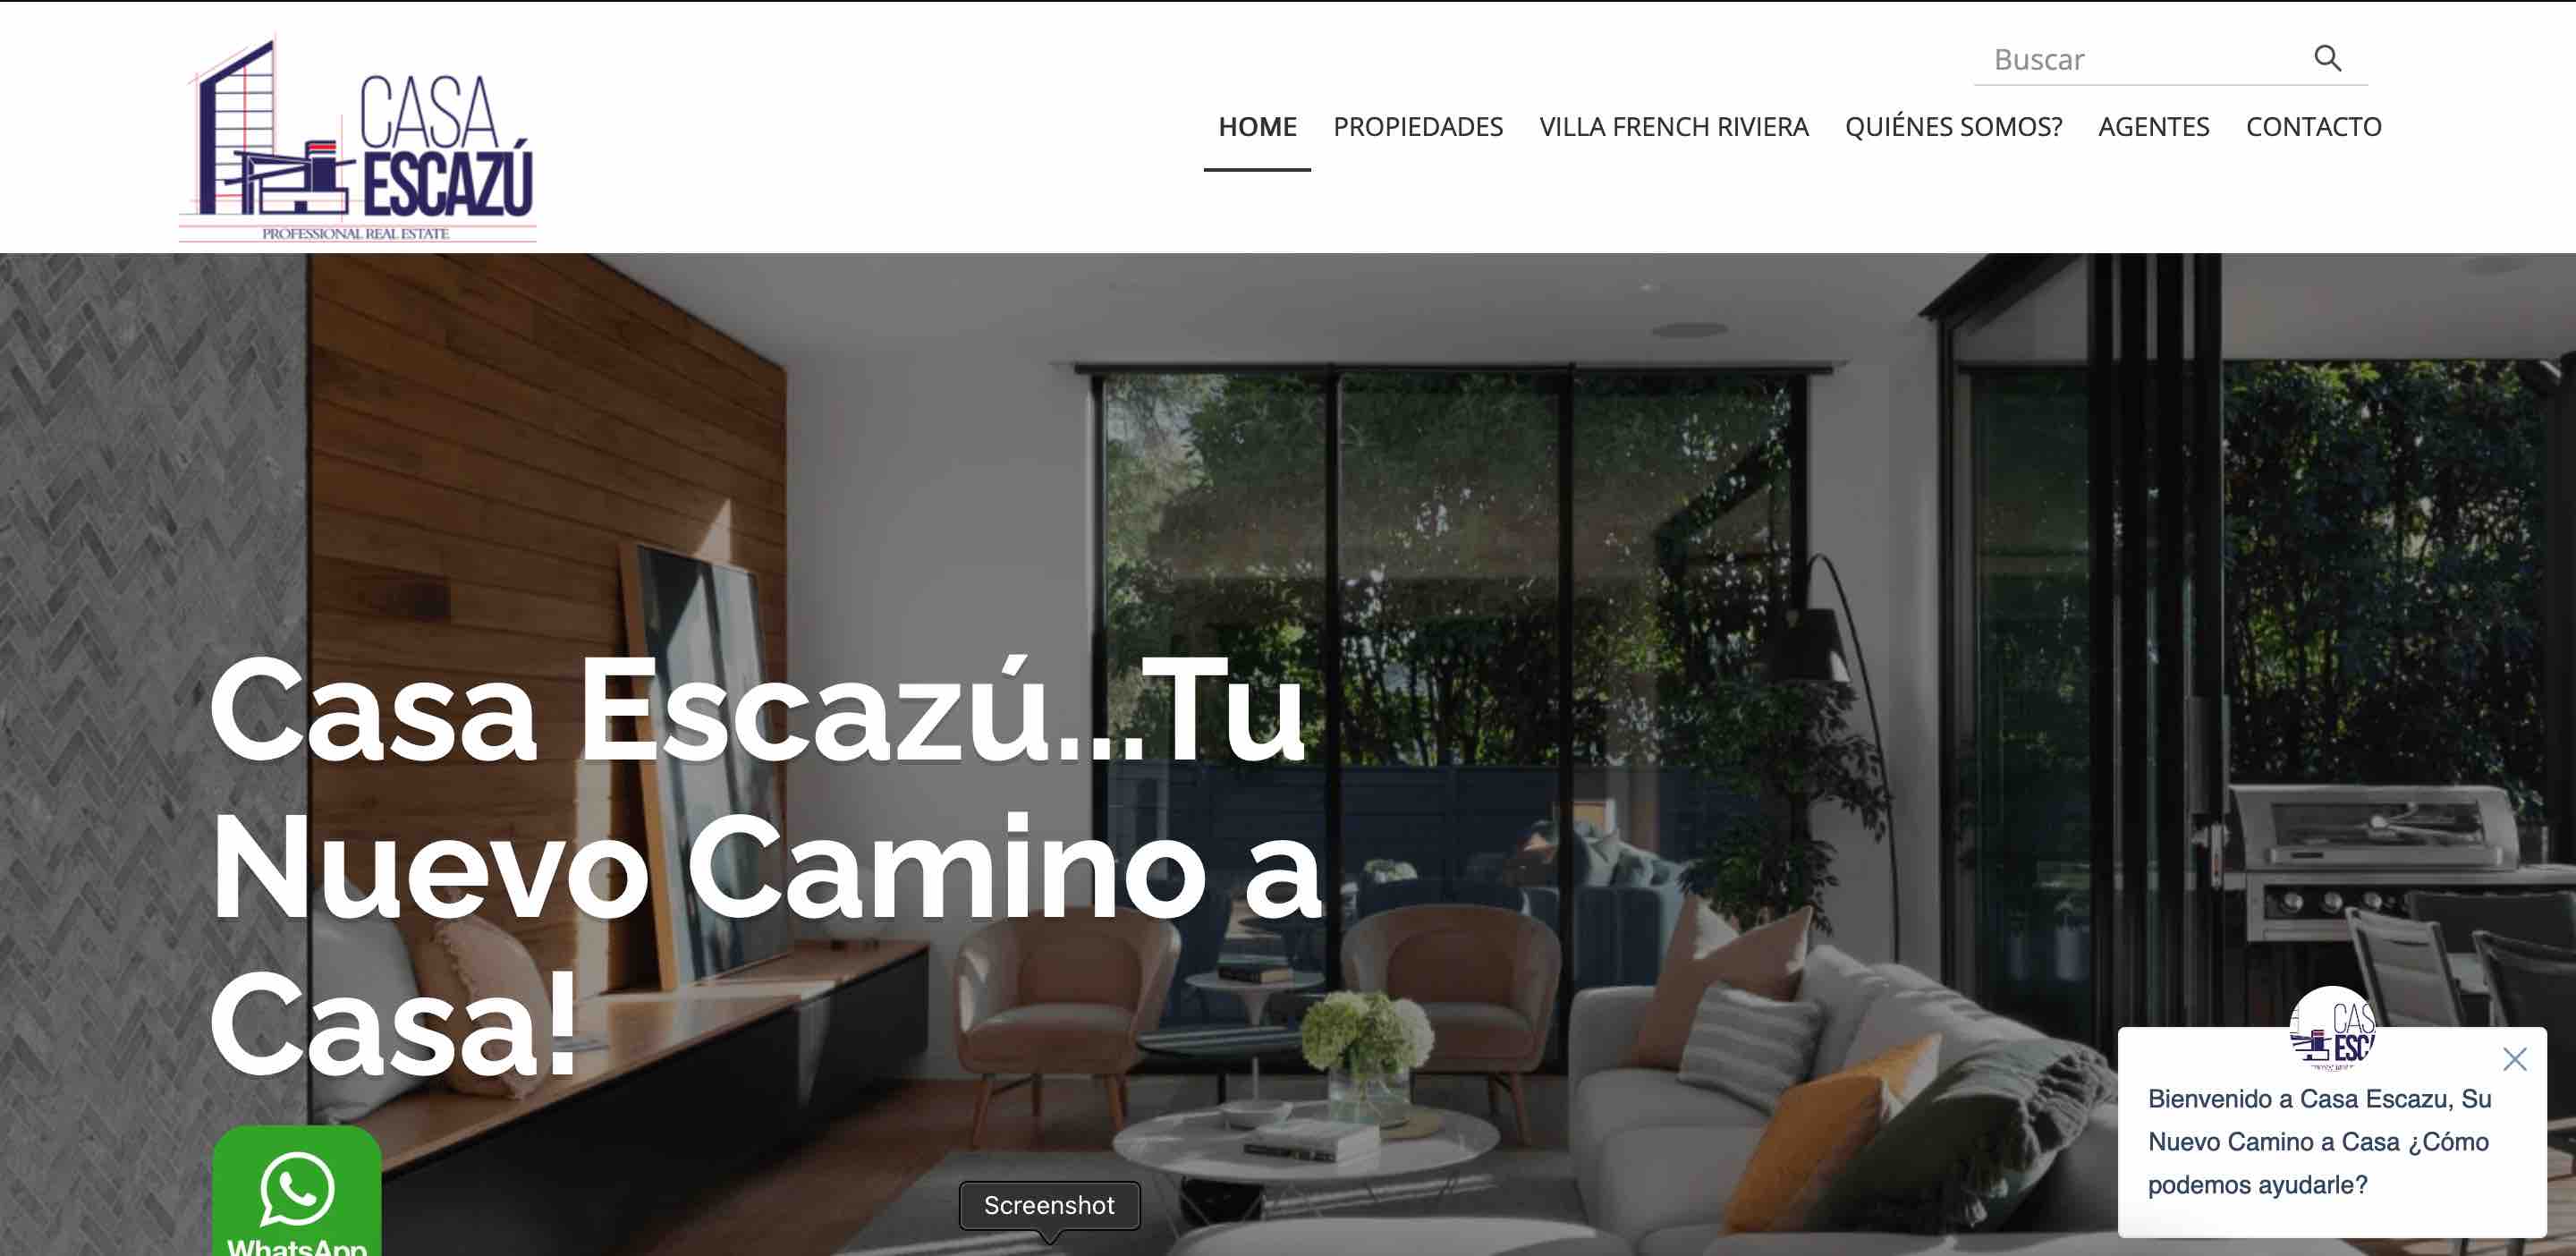 CASA
ESCAZÚ
PROFESSIONAL REAL ESTATE
Buscar
HOME PROPIEDADES VILLA FRENCH RIVIERA QUIÉNES SOMOS? AGENTES CONTACTO
Casa Escazú...Tu
Nuevo Camino a
Casa!
WhatsApp
Screenshot
CAS
ESC
Bienvenido a Casa Escazu, Su
Nuevo Camino a Casa ¿Cómo
podemos ayudarle?